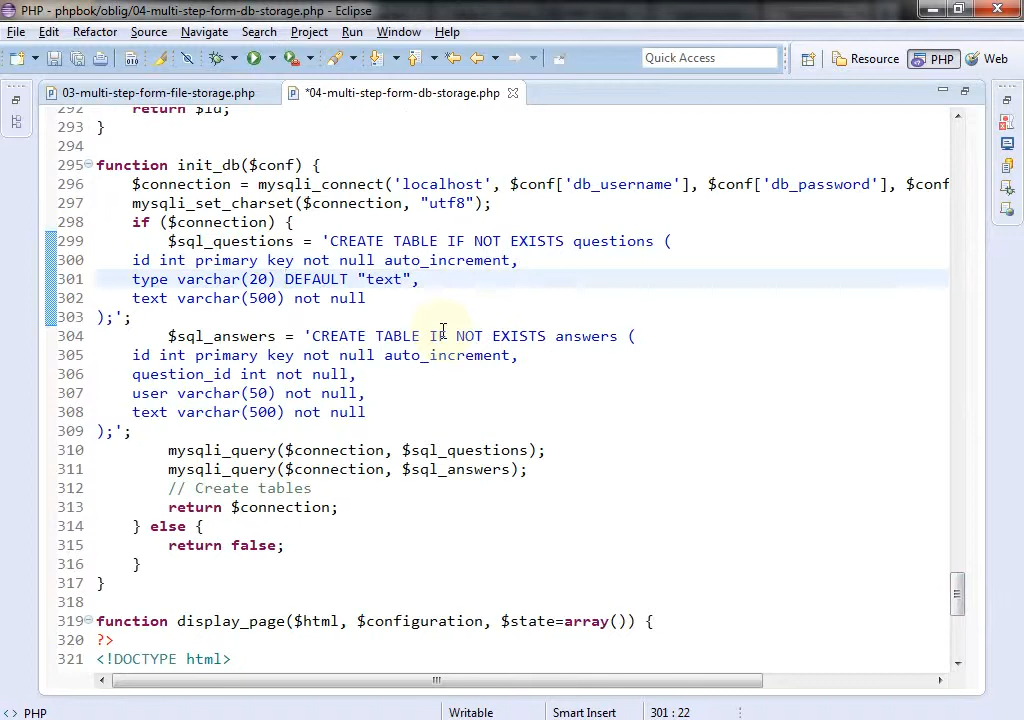 PHP - phpbok/oblig/04-multi-step-form-db-storage.php - Eclipse
File Edit Refactor Source Navigate Search Project Run Window Help
Quick Access
Resource
PHP
Web
03-multi-step-form-file-storage.php
*04-multi-step-form-db-storage.php
292 return $id;
293 }
294
295 function init_db($conf) {
296 $connection = mysqli_connect('localhost', $conf['db_username'], $conf['db_password'], $conf
297 mysqli_set_charset($connection, "utf8");
298 if ($connection) {
299 $sql_questions = 'CREATE TABLE IF NOT EXISTS questions (
300 id int primary key not null auto_increment,
301 type varchar(20) DEFAULT "text",
302 text varchar(500) not null
303 );';
304 $sql_answers = 'CREATE TABLE IF NOT EXISTS answers (
305 id int primary key not null auto_increment,
306 question_id int not null,
307 user varchar(50) not null,
308 text varchar(500) not null
309 );';
310 mysqli_query($connection, $sql_questions);
311 mysqli_query($connection, $sql_answers);
312 // Create tables
313 return $connection;
314 } else {
315 return false;
316 }
317 }
318
319 function display_page($html, $configuration, $state=array()) {
320 ?>
321 <!DOCTYPE html>
<> PHP
Writable
Smart Insert
301 : 22